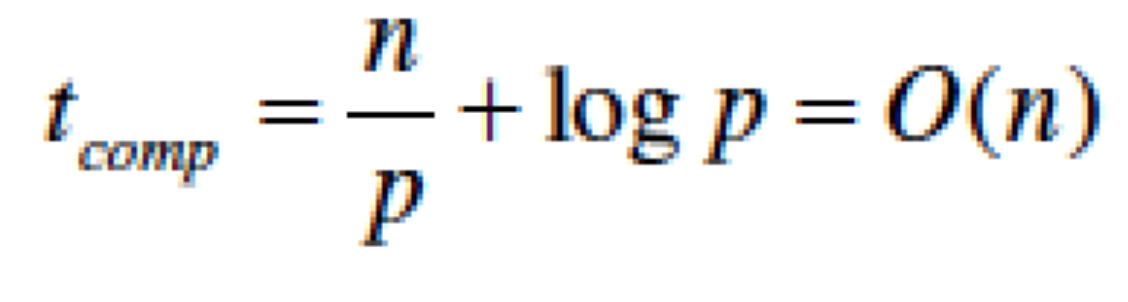 t_comp = n/p + log p = O(n)